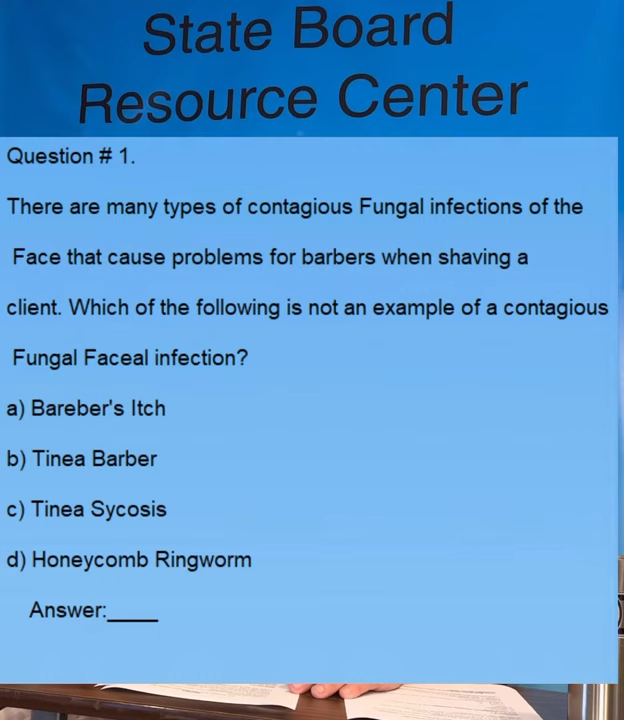 State Board
Resource Center
Question # 1.
There are many types of contagious Fungal infections of the
Face that cause problems for barbers when shaving a
client. Which of the following is not an example of a contagious
Fungal Faceal infection?
a) Bareber's Itch
b) Tinea Barber
c) Tinea Sycosis
d) Honeycomb Ringworm
Answer:____